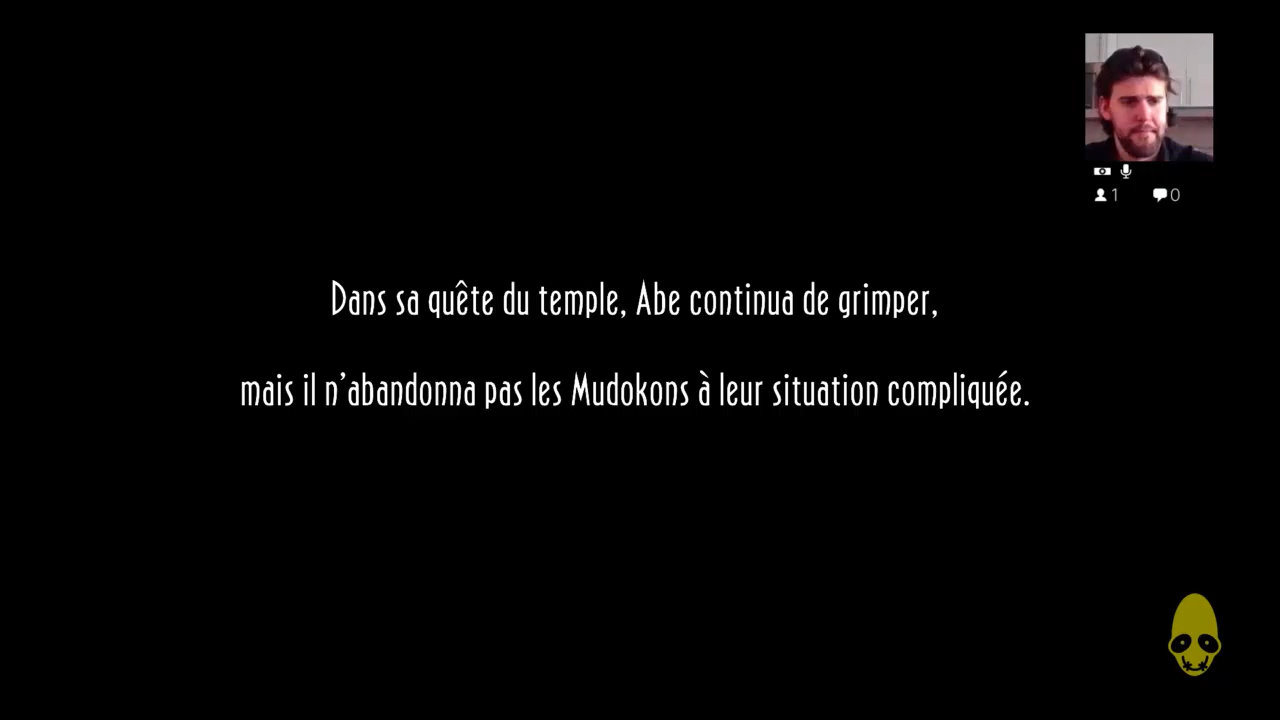 1 0
Dans sa quête du temple, Abe continua de grimper,
mais il n’abandonna pas les Mudokons à leur situation compliquée.